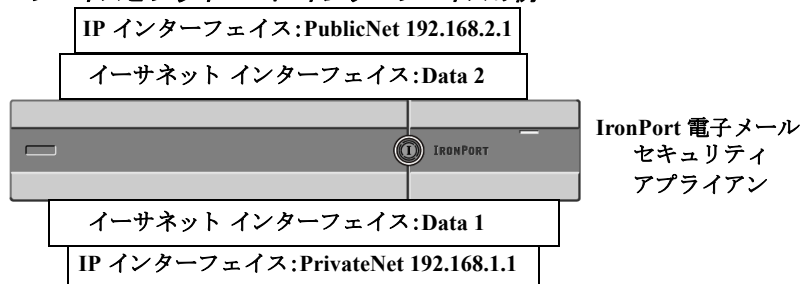 IP インターフェイス:PublicNet 192.168.2.1
イーサネット インターフェイス:Data 2
IRONPORT
IronPort 電子メール
セキュリティ
アプライアン
イーサネット インターフェイス:Data 1
IP インターフェイス:PrivateNet 192.168.1.1